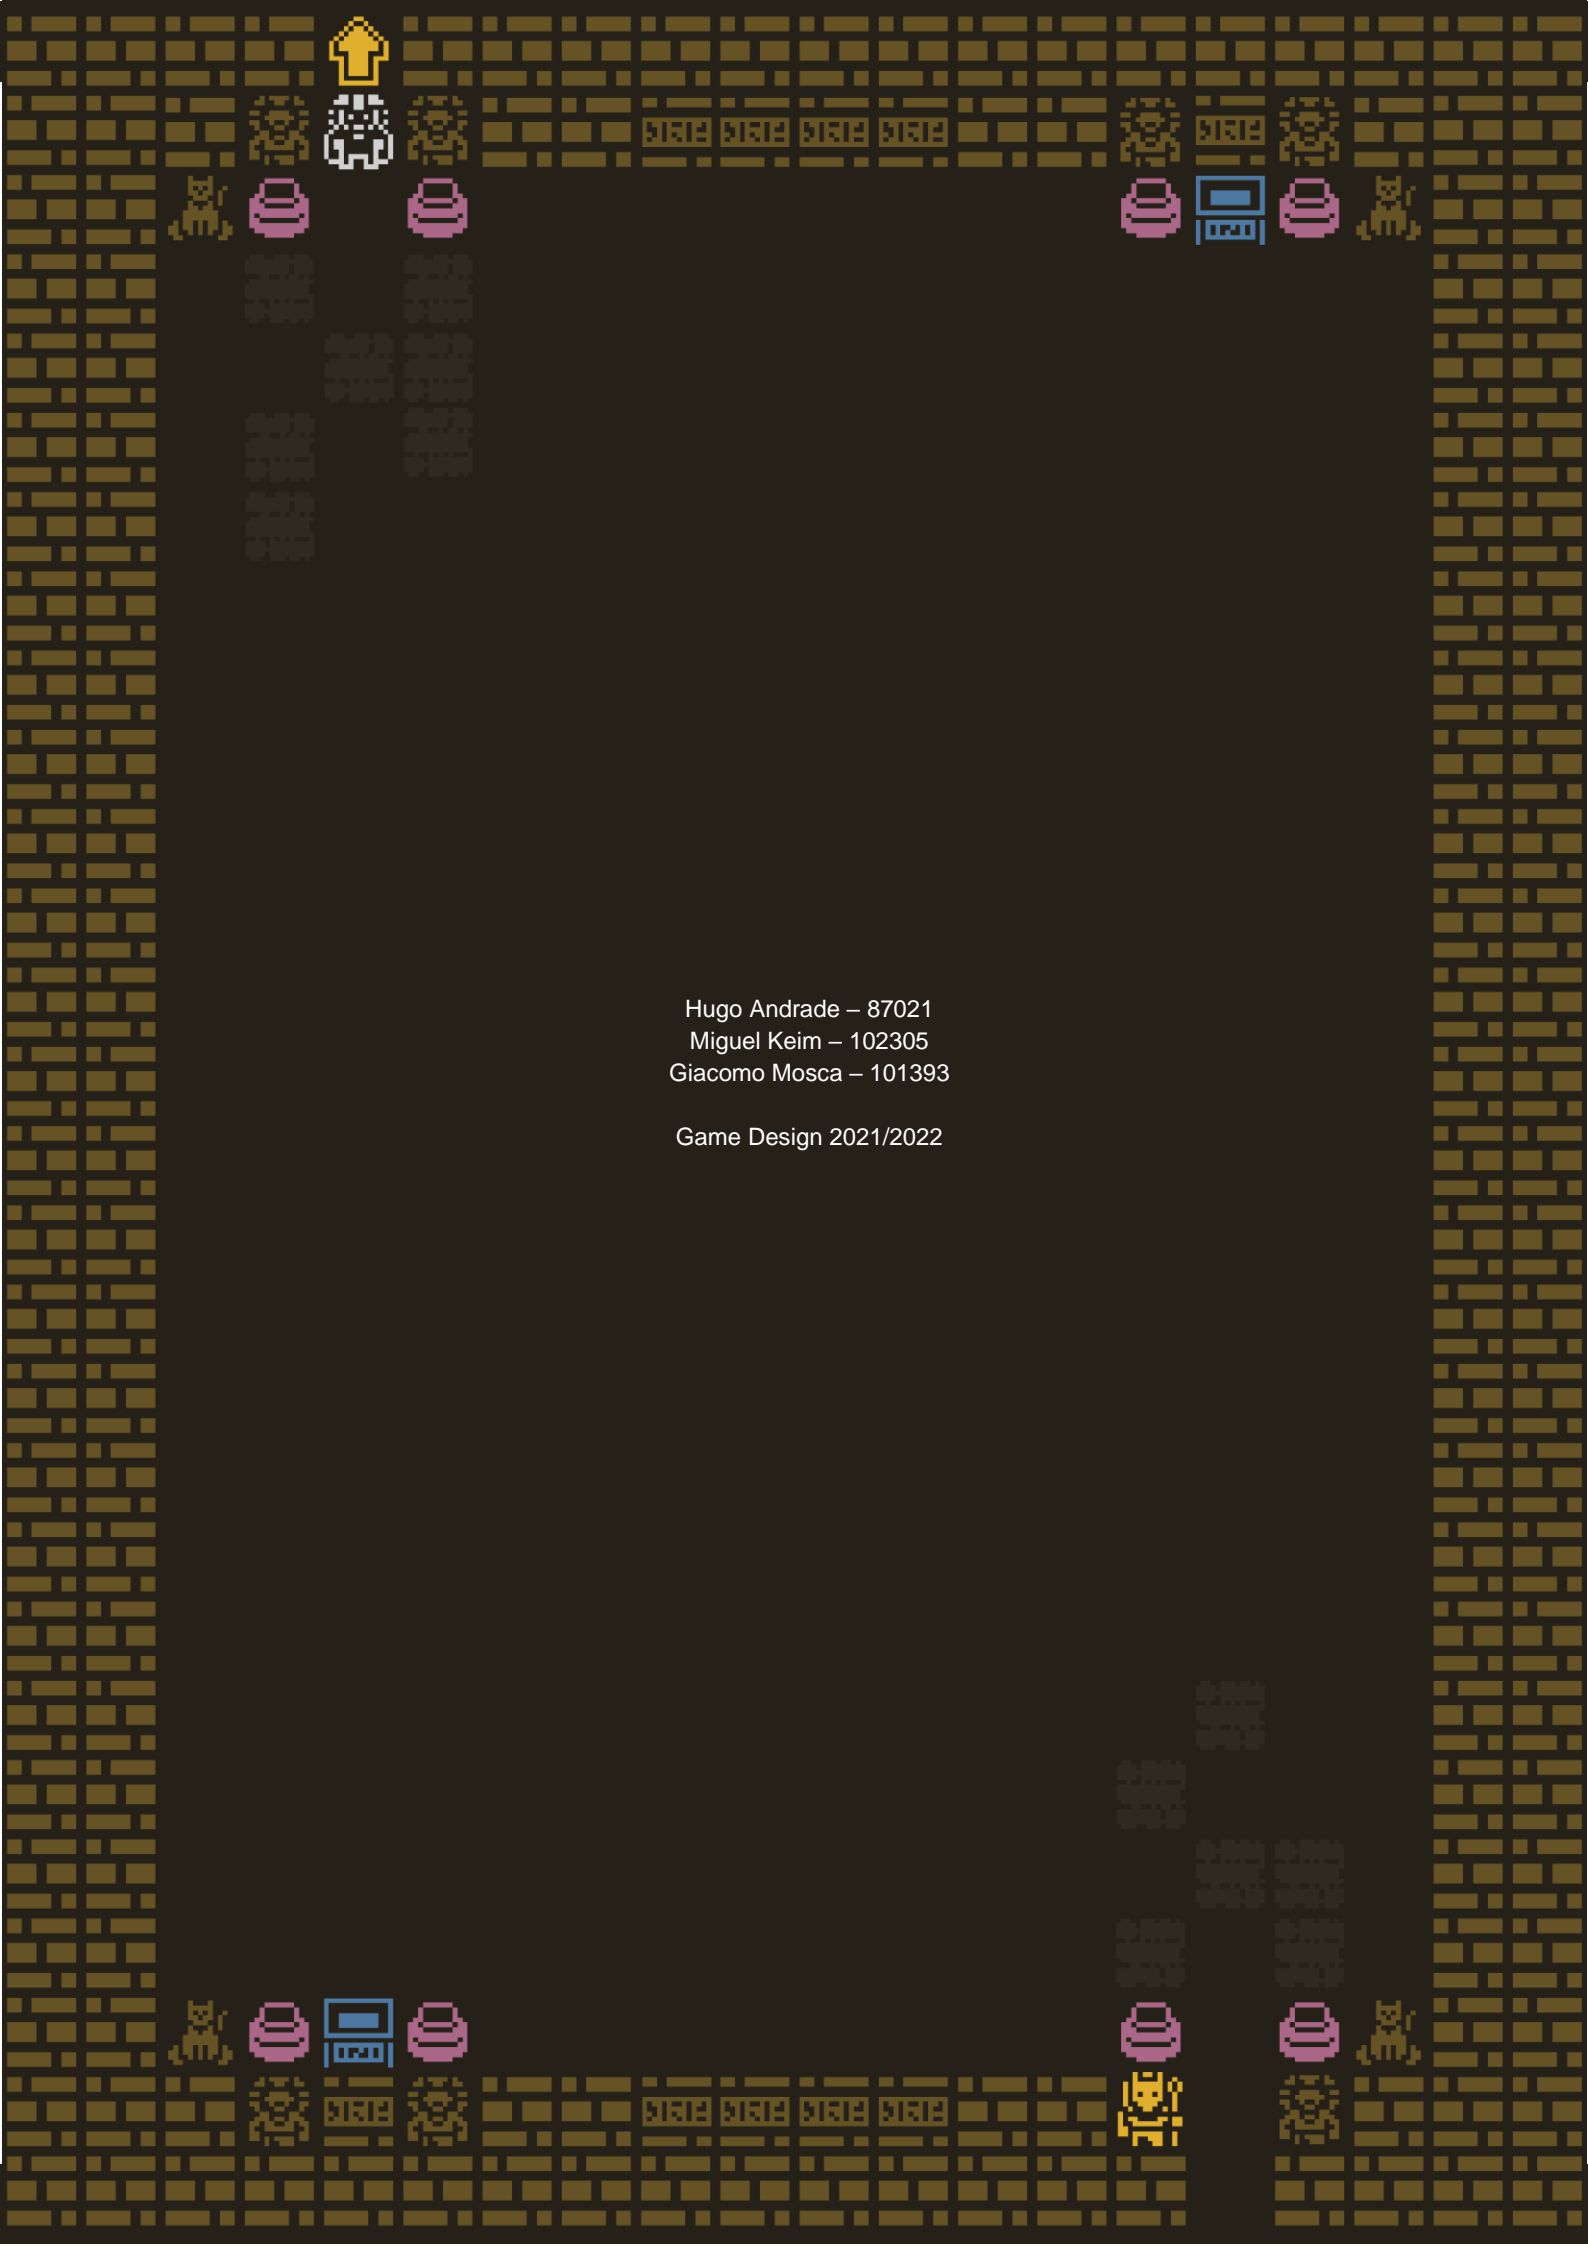 Hugo Andrade – 87021
Miguel Keim – 102305
Giacomo Mosca – 101393
Game Design 2021/2022